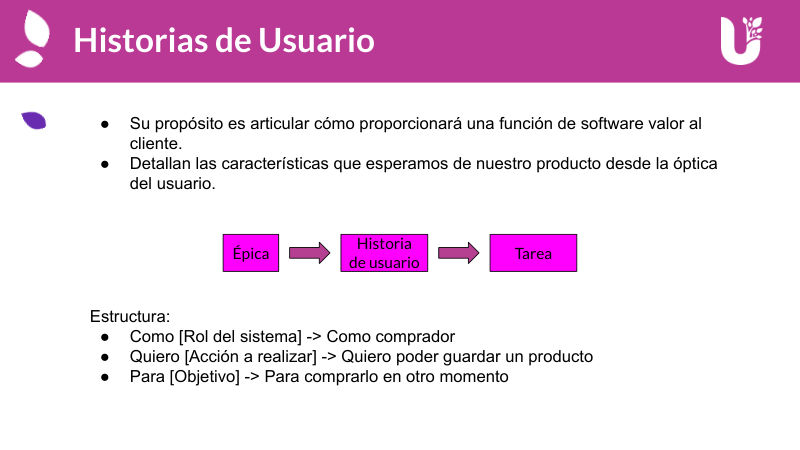 Historias de Usuario
● Su propósito es articular cómo proporcionará una función de software valor al
cliente.
● Detallan las características que esperamos de nuestro producto desde la óptica
del usuario.
Épica
Historia
de usuario
Tarea
Estructura:
● Como [Rol del sistema] -> Como comprador
● Quiero [Acción a realizar] -> Quiero poder guardar un producto
● Para [Objetivo] -> Para comprarlo en otro momento